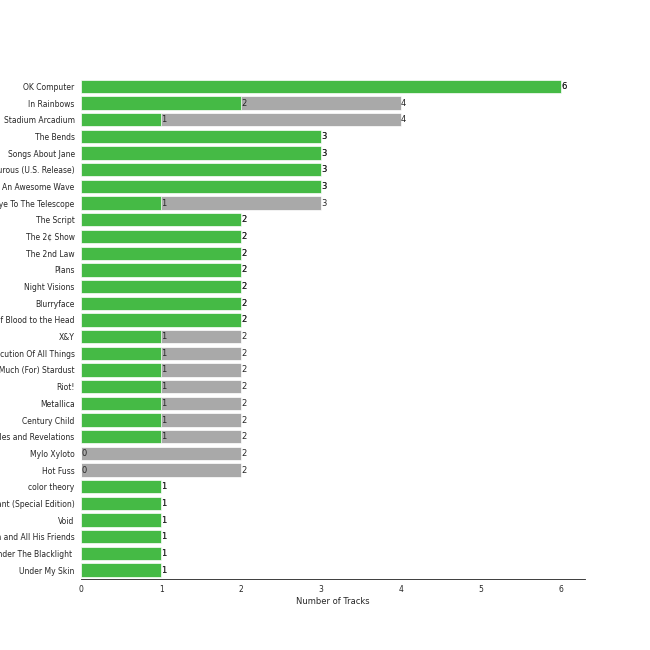 OK Computer 6
In Rainbows 2 4
Stadium Arcadium 1 4
The Bends 3
Songs About Jane 3
(U.S. Release) 3
An Awesome Wave 3
To The Telescope 1 3
The Script 2
The 2¢ Show 2
The 2nd Law 2
Plans 2
Night Visions 2
Blurryface 2
of Blood to the Head 2
X&Y 1 2
Of All Things 1 2
Much (For) Stardust 1 2
Riot! 1 2
Metallica 1 2
Century Child 1 2
and Revelations 1 2
Mylo Xyloto 0 2
Hot Fuss 0 2
color theory 1
(Special Edition) 1
Void 1
and All His Friends 1
The Blacklight 1
Under My Skin 1
0 1 2 3 4 5 6
Number of Tracks